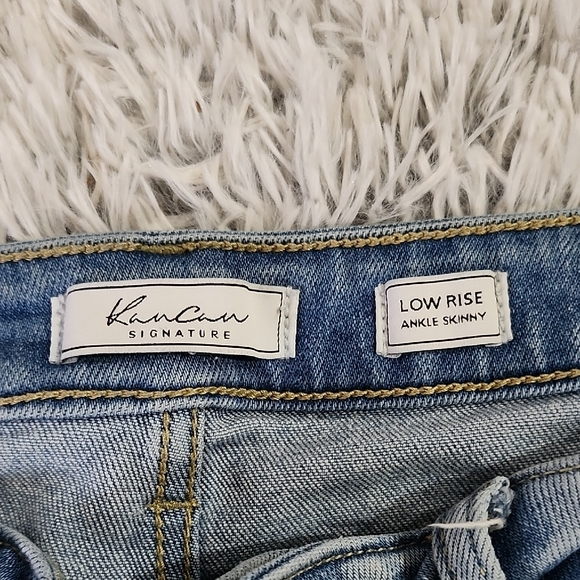 KanCan
SIGNATURE
LOW RISE
ANKLE SKINNY